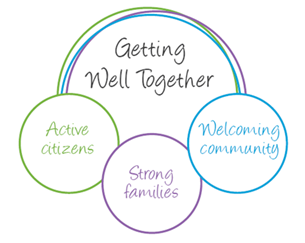 Getting
Well Together
Active
citizens
Strong
families
Welcoming
community